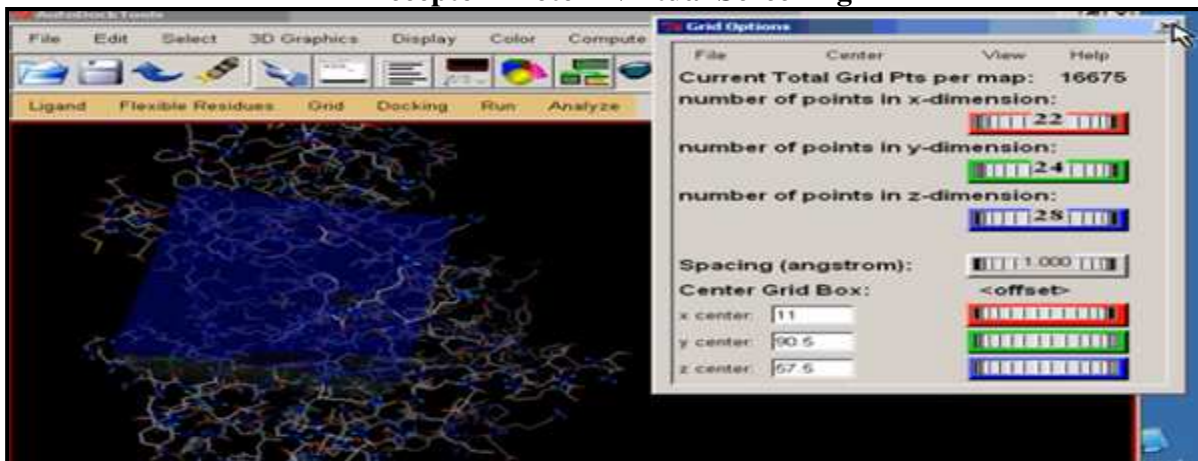 AutoDockTools
File Edit Select 3D Graphics Display Color Compute
Ligand Flexible Residues Grid Docking Run Analyze
Grid Options
File Center View Help
Current Total Grid Pts per map: 16675
number of points in x-dimension:
22
number of points in y-dimension:
24
number of points in z-dimension:
28
Spacing (angstrom): 1.000
Center Grid Box: <offset>
x center: 11
y center: 90.5
z center: 57.5